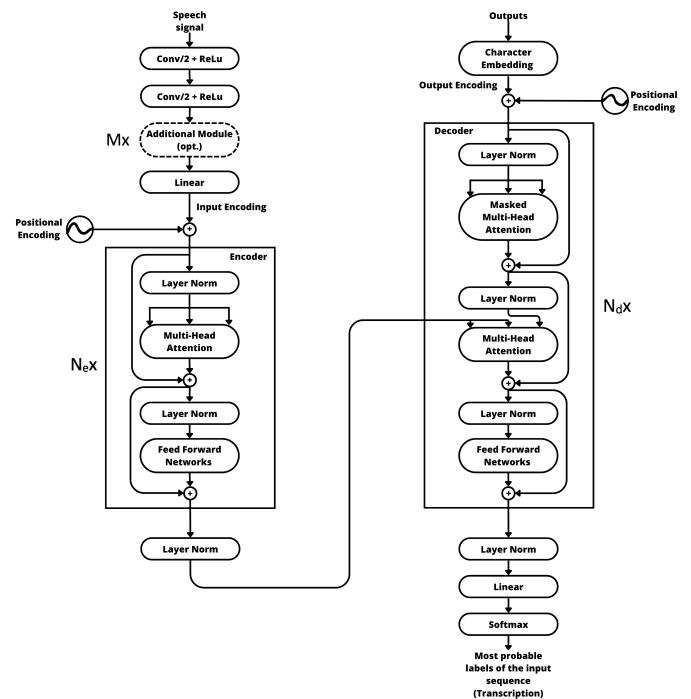 Speech
signal
Conv/2 + ReLu
Conv/2 + ReLu
Mx
Additional Module
(opt.)
Linear
Input Encoding
Positional
Encoding
+
Encoder
Layer Norm
Nex
Multi-Head
Attention
+
Layer Norm
Feed Forward
Networks
+
Layer Norm
Outputs
Character
Embedding
Output Encoding
+
Positional
Encoding
Decoder
Layer Norm
Masked
Multi-Head
Attention
+
Layer Norm
Ndx
Multi-Head
Attention
+
Layer Norm
Feed Forward
Networks
+
Layer Norm
Linear
Softmax
Most probable
labels of the input
sequence
(Transcription)